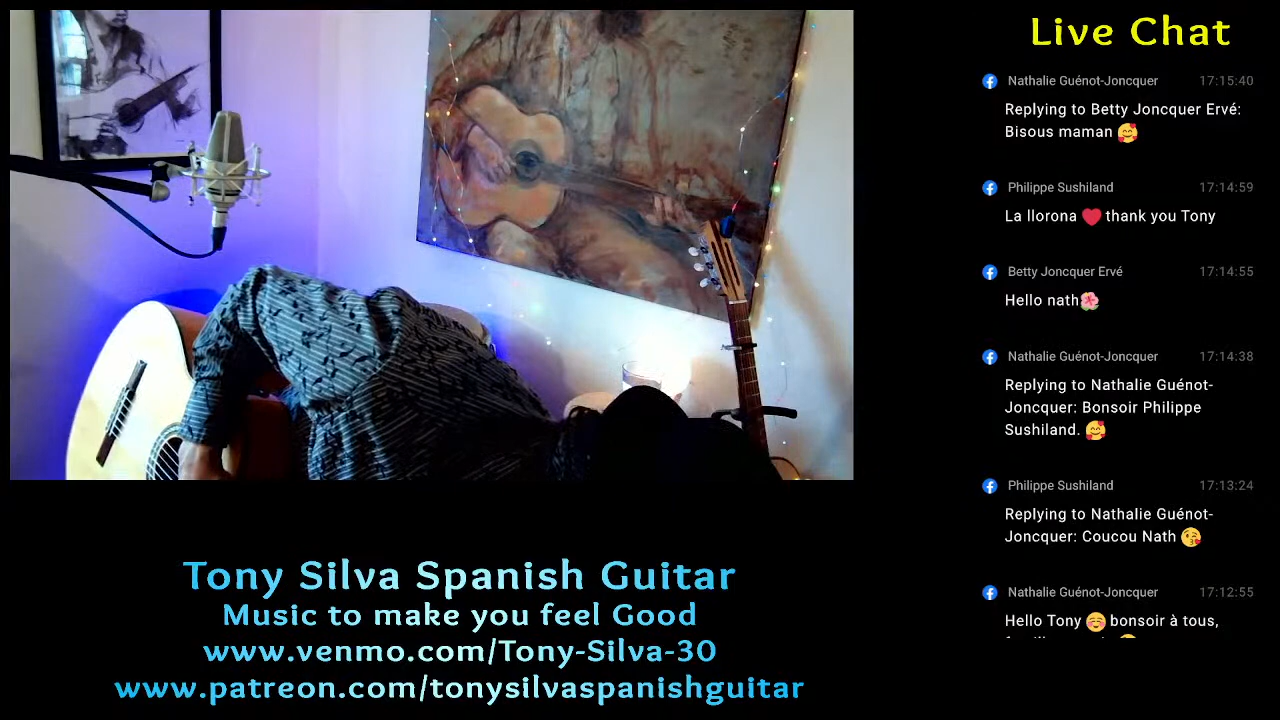 Live Chat
Nathalie Guénot-Joncquer 17:15:40
Replying to Betty Joncquer Ervé:
Bisous maman 🥰
Philippe Sushiland 17:14:59
La llorona ❤️ thank you Tony
Betty Joncquer Ervé 17:14:55
Hello nath🌺
Nathalie Guénot-Joncquer 17:14:38
Replying to Nathalie Guénot-
Joncquer: Bonsoir Philippe
Sushiland. 🥰
Philippe Sushiland 17:13:24
Replying to Nathalie Guénot-
Joncquer: Coucou Nath 😘
Nathalie Guénot-Joncquer 17:12:55
Hello Tony ☺️ bonsoir à tous,
Tony Silva Spanish Guitar
Music to make you feel Good
www.venmo.com/Tony-Silva-30
www.patreon.com/tonysilvaspanishguitar